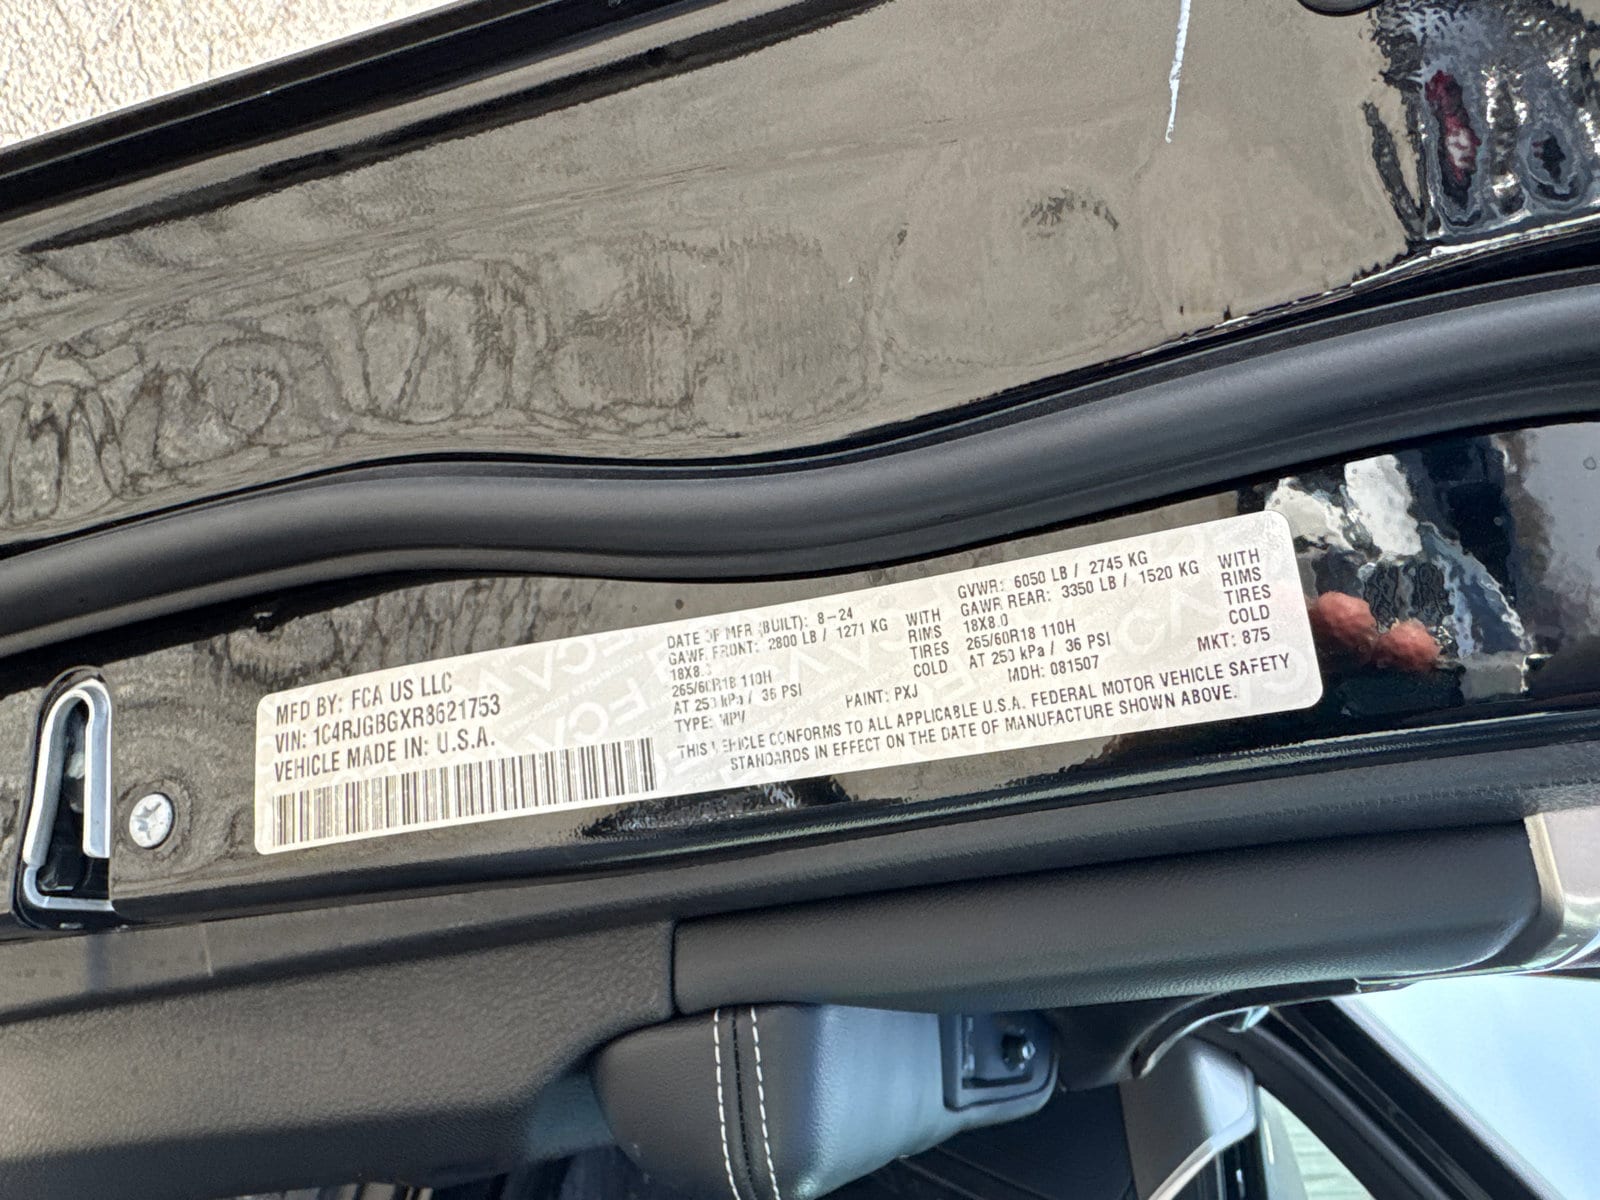 MFD BY: FCA US LLC
VIN: 1C4RJGBGXR8621753
VEHICLE MADE IN: U.S.A.
DATE OF MFR (BUILT): 8-24
GAWR FRONT: 2800 LB / 1271 KG WITH
18X8.0 RIMS
265/60R18 110H TIRES
AT 250 kPa / 36 PSI COLD
TYPE: MPV PAINT: PXJ
GVWR: 6050 LB / 2745 KG
GAWR REAR: 3350 LB / 1520 KG WITH
18X8.0 RIMS
265/60R18 110H TIRES
AT 250 kPa / 36 PSI COLD
MDH: 081507 MKT: 875
THIS VEHICLE CONFORMS TO ALL APPLICABLE U.S.A. FEDERAL MOTOR VEHICLE SAFETY
STANDARDS IN EFFECT ON THE DATE OF MANUFACTURE SHOWN ABOVE.